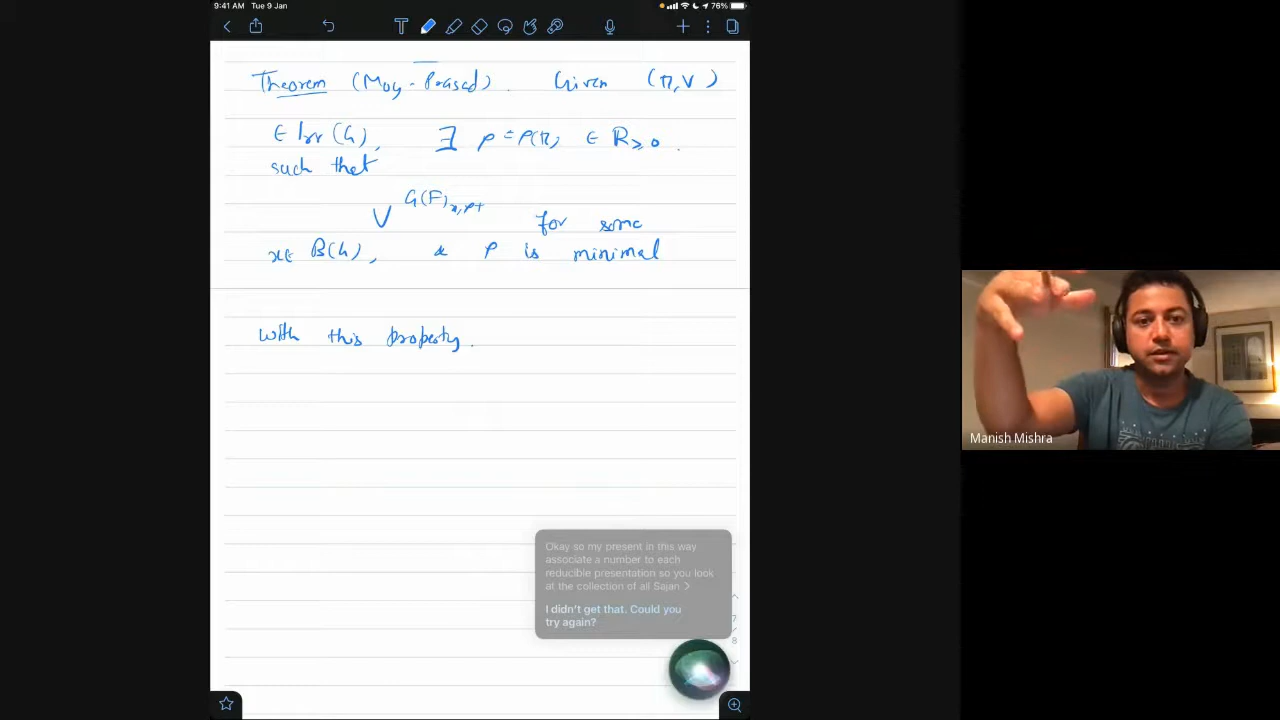 9:41 AM Tue 9 Jan
76%
Theorem (Moy-Prasad). Given (π,V)
∈ Irr(G), ∃ ρ = ρ(π) ∈ R≥0.
such that
V^G(F)x,ρ+ for some
x∈ B(G), & ρ is minimal
with this property.
Okay so my present in this way
associate a number to each
reducible presentation so you look
at the collection of all Sajan >
I didn't get that. Could you
try again?
7
8
Manish Mishra